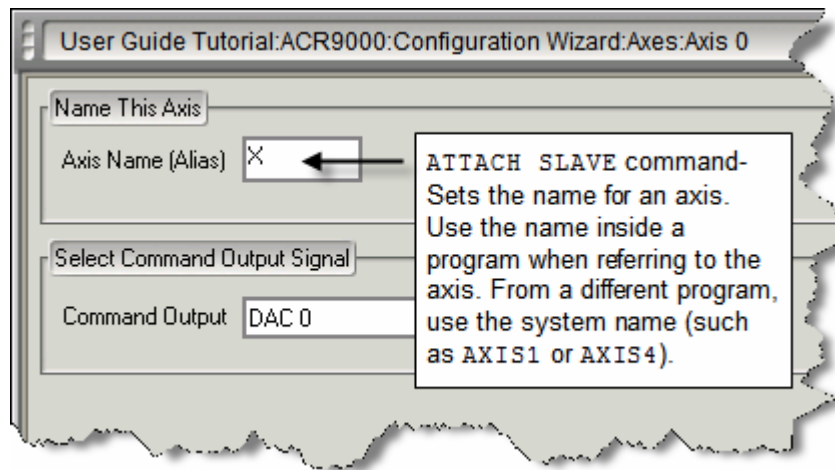 User Guide Tutorial:ACR9000:Configuration Wizard:Axes:Axis 0
Name This Axis
Axis Name (Alias) X
ATTACH SLAVE command-
Sets the name for an axis.
Use the name inside a
program when referring to the
axis. From a different program,
use the system name (such
as AXIS1 or AXIS4).
Select Command Output Signal
Command Output DAC 0